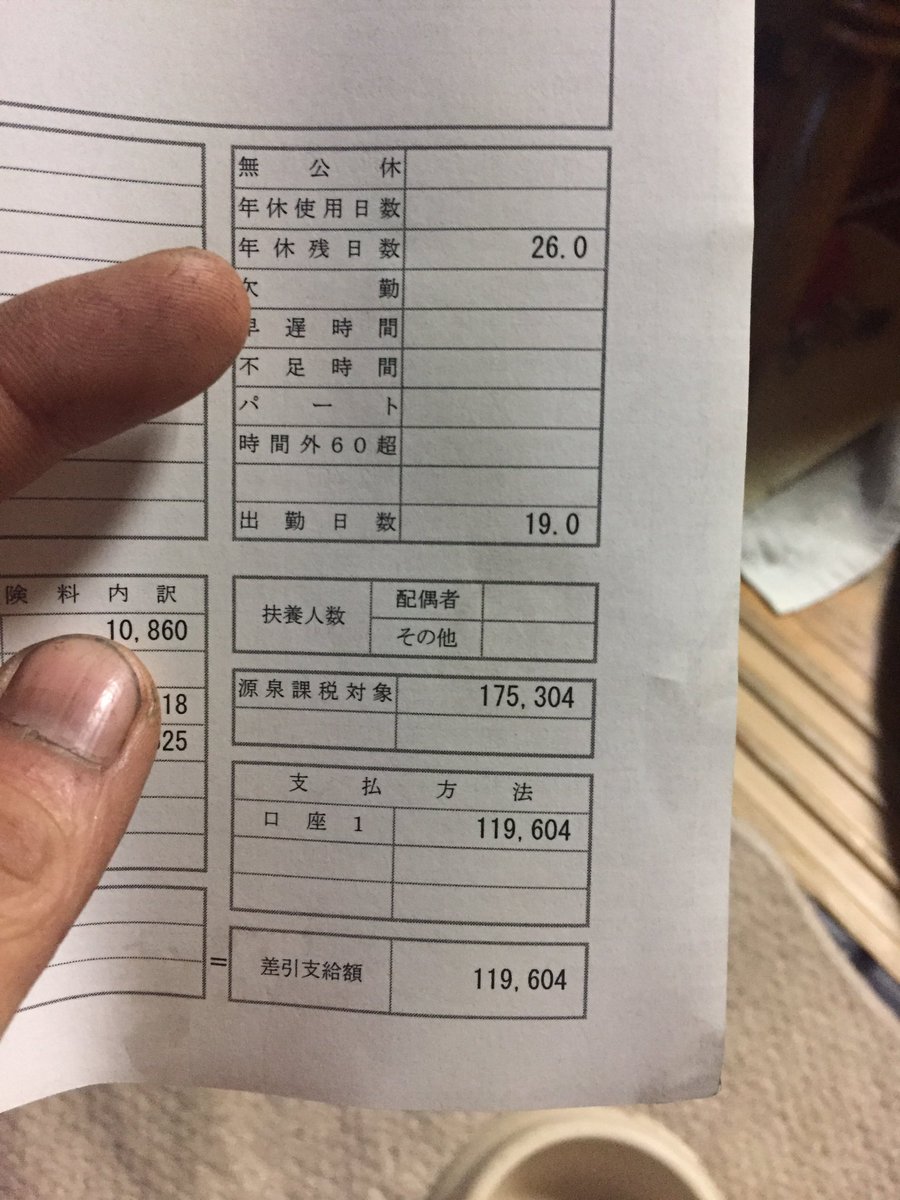 無公休
年休使用日数
年休残日数 26.0
欠勤
早遅時間
不足時間
パート
時間外60超
出勤日数 19.0
険料内訳
10,860
18
25
扶養人数 配偶者
その他
源泉課税対象 175,304
支払方法
口座1 119,604
= 差引支給額 119,604